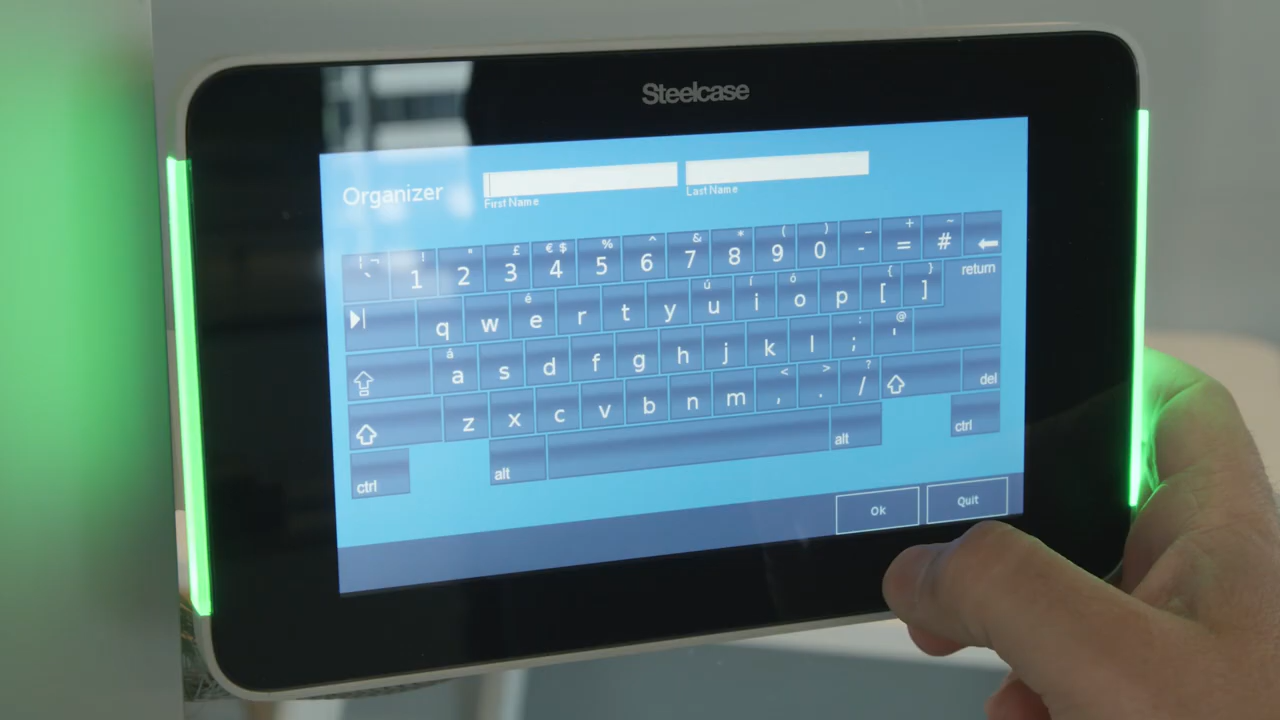 Steelcase
Organizer
First Name Last Name
! ¬ ! " £ € $ % ^ & * ( ) _ + ~
` 1 2 3 4 5 6 7 8 9 0 - = #
é ú í ó { } return
q w e r t y u i o p [ ]
á : @
a s d f g h j k l ; '
< > ? del
z x c v b n m , . /
ctrl alt alt ctrl
Ok Quit